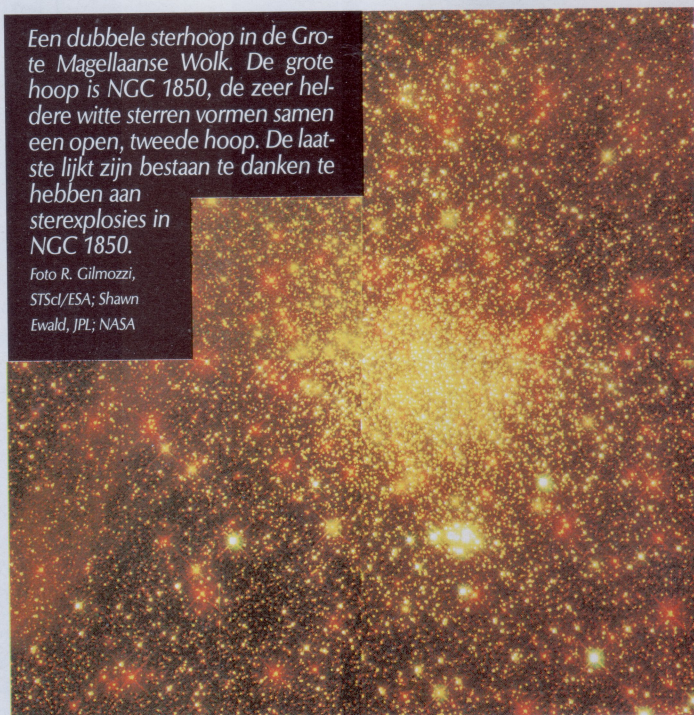 Een dubbele sterhoop in de Gro-
te Magellaanse Wolk. De grote
hoop is NGC 1850, de zeer hel-
dere witte sterren vormen samen
een open, tweede hoop. De laat-
ste lijkt zijn bestaan te danken te
hebben aan
sterexplosies in
NGC 1850.
Foto R. Gilmozzi,
STScI/ESA; Shawn
Ewald, JPL; NASA